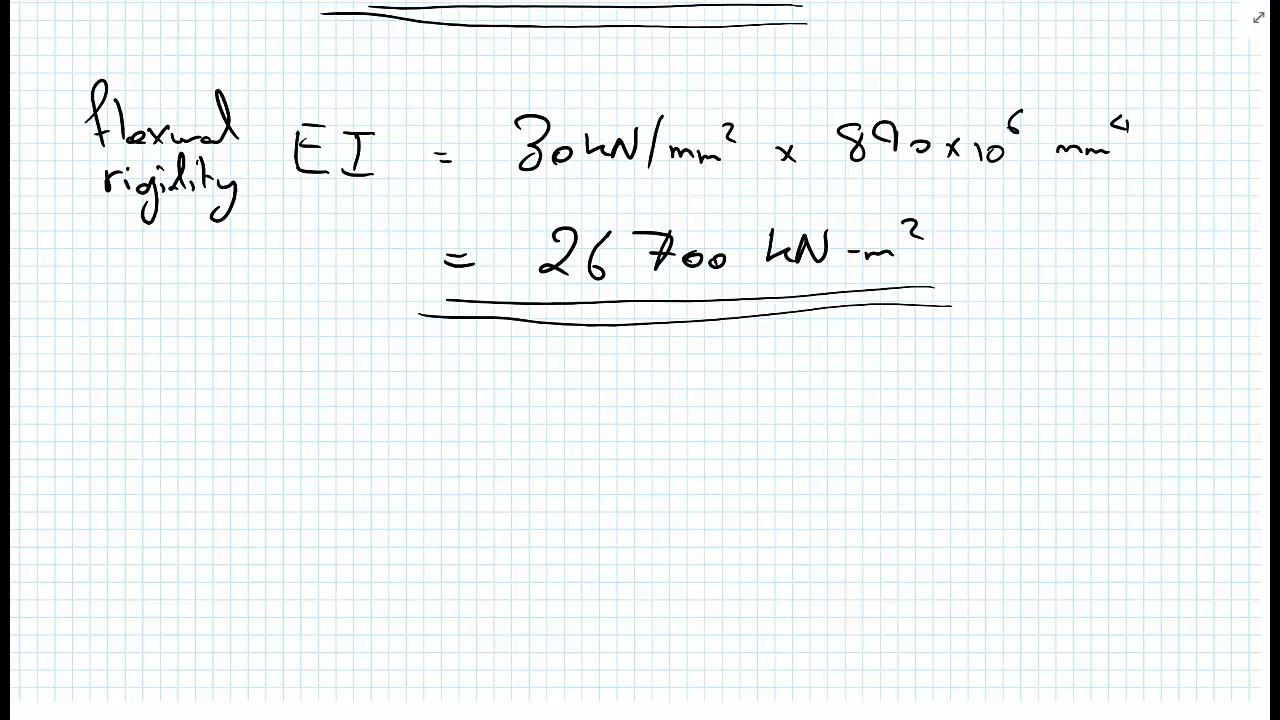 flexural
rigidity
EI = 30 kN/mm² × 890 × 10⁶ mm⁴
= 26 700 kN-m²